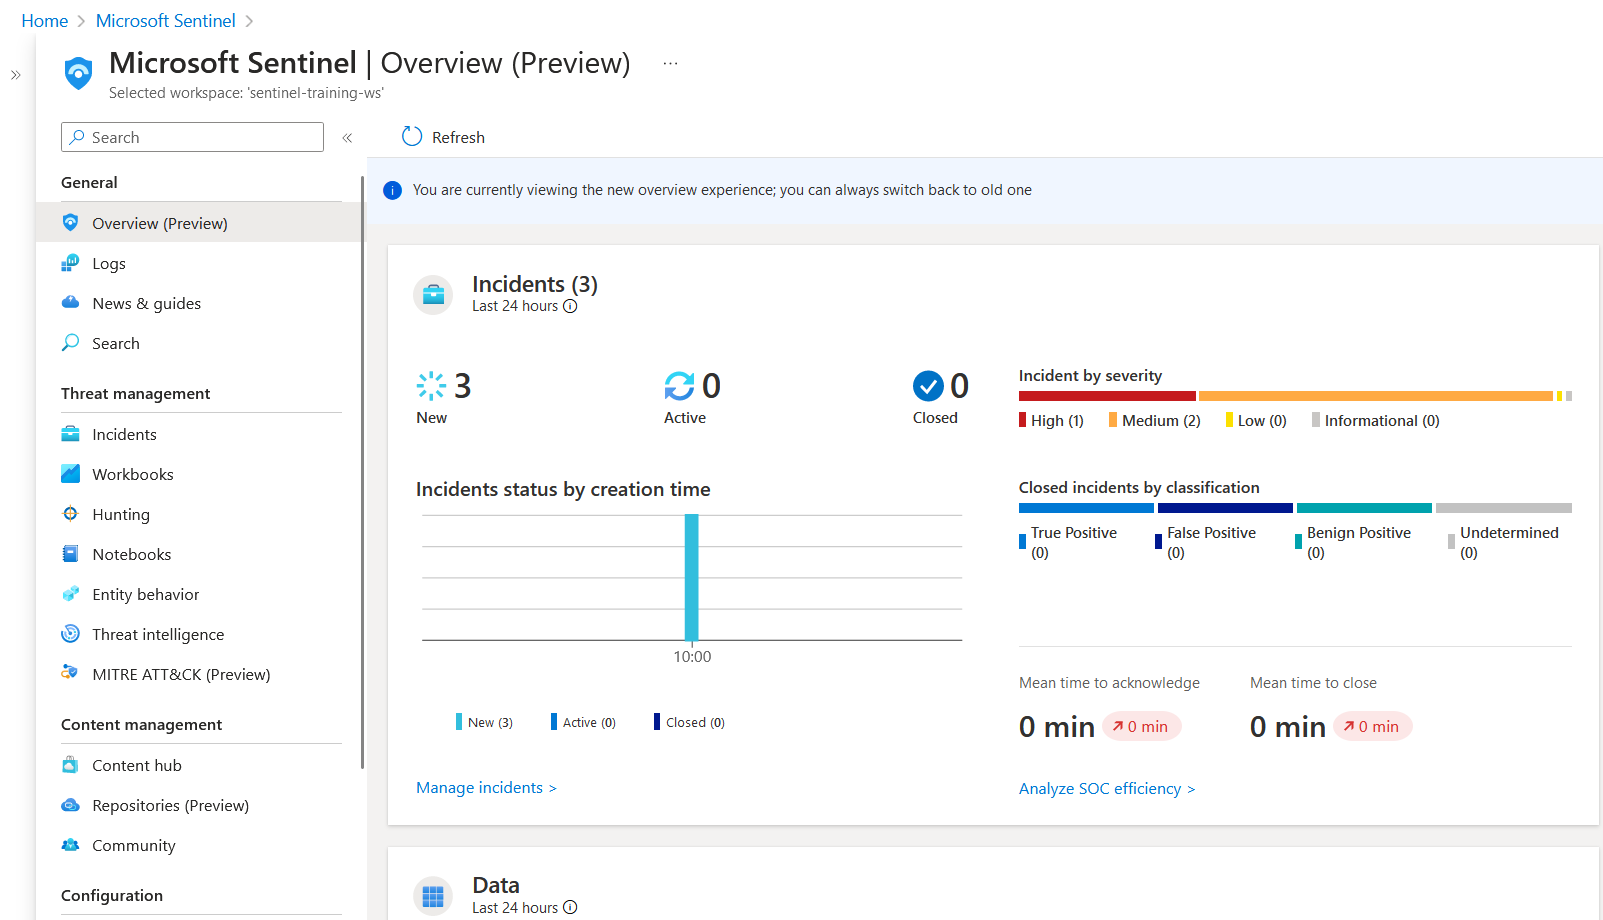 Home > Microsoft Sentinel >
Microsoft Sentinel | Overview (Preview) ...
Selected workspace: 'sentinel-training-ws'
Search
«
»
General
Overview (Preview)
Logs
News & guides
Search
Threat management
Incidents
Workbooks
Hunting
Notebooks
Entity behavior
Threat intelligence
MITRE ATT&CK (Preview)
Content management
Content hub
Repositories (Preview)
Community
Configuration
Refresh
You are currently viewing the new overview experience; you can always switch back to old one
Incidents (3)
Last 24 hours
3
New
0
Active
0
Closed
Incident by severity
High (1) Medium (2) Low (0) Informational (0)
Incidents status by creation time
10:00
New (3) Active (0) Closed (0)
Manage incidents >
Closed incidents by classification
True Positive (0)
False Positive (0)
Benign Positive (0)
Undetermined (0)
Mean time to acknowledge
0 min 0 min
Mean time to close
0 min 0 min
Analyze SOC efficiency >
Data
Last 24 hours